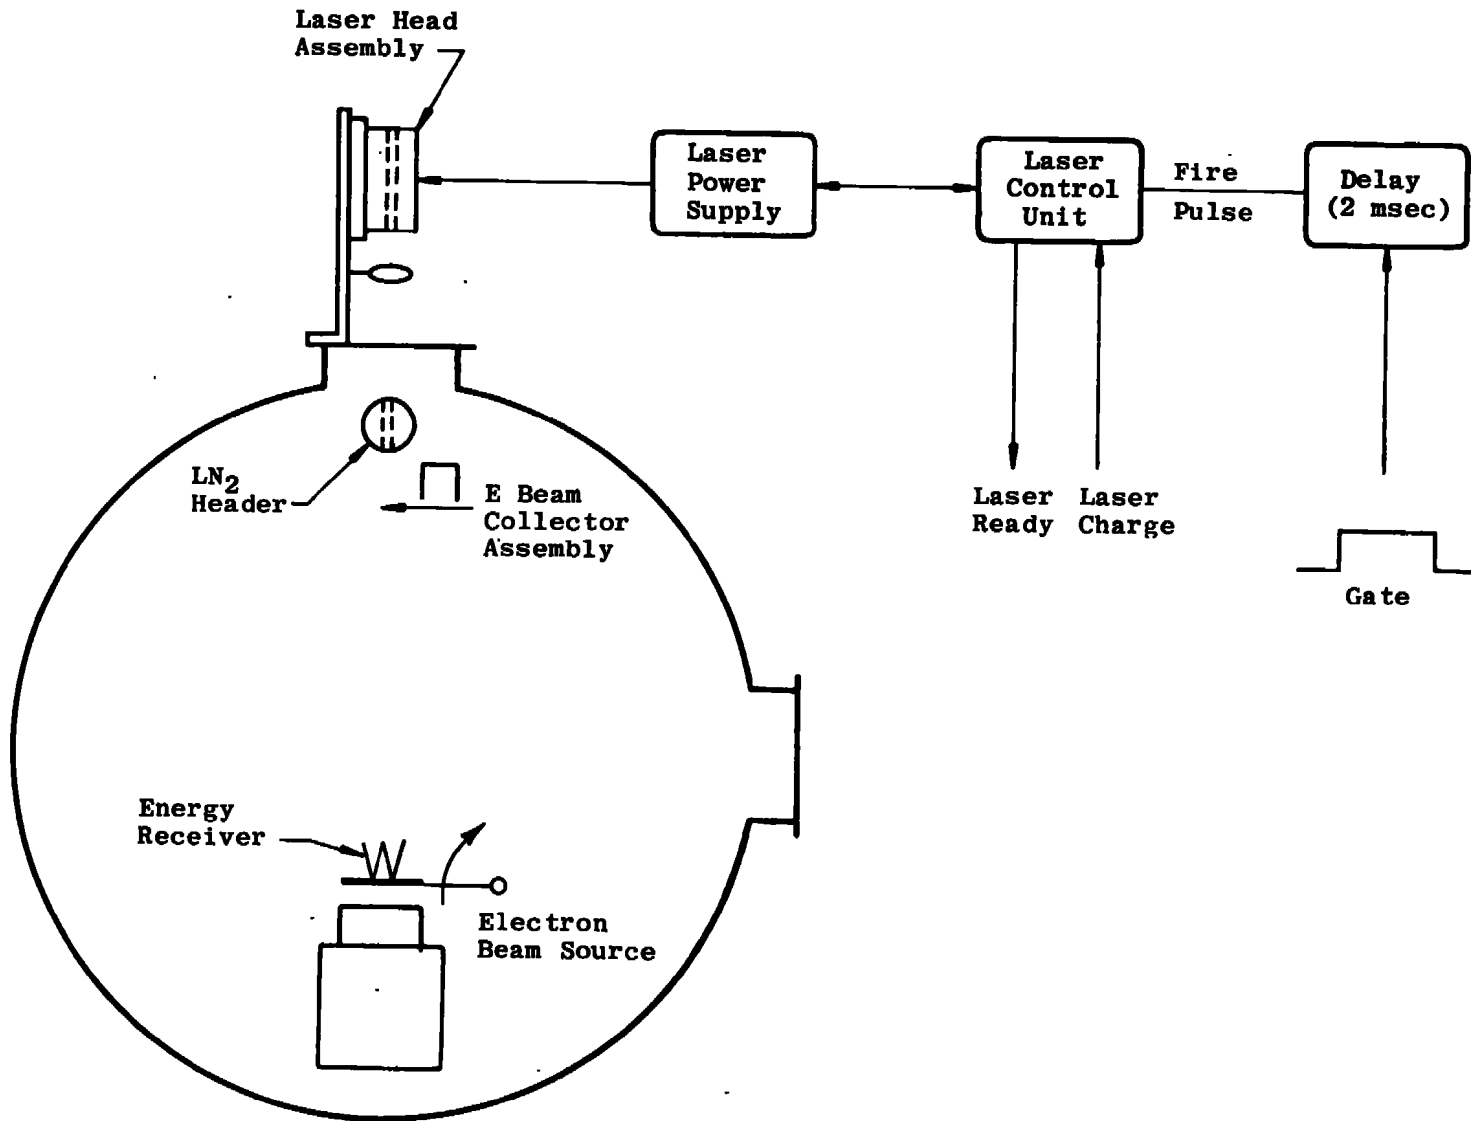 Laser Head
Assembly
Laser
Power
Supply
Laser
Control
Unit
Fire
Pulse
Delay
(2 msec)
LN2
Header
E Beam
Collector
Assembly
Laser
Ready
Laser
Charge
Gate
Energy
Receiver
Electron
Beam Source